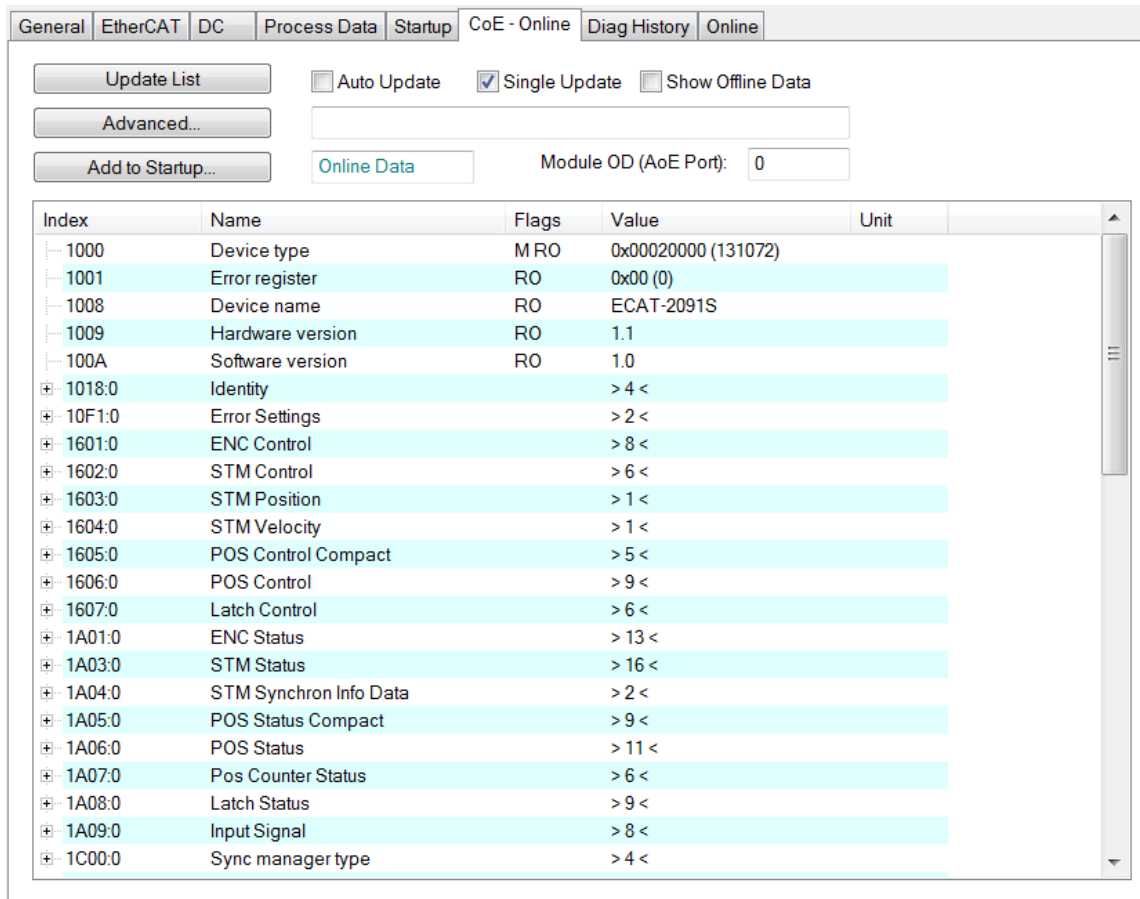 General EtherCAT DC Process Data Startup CoE - Online Diag History Online
Update List Auto Update Single Update Show Offline Data
Advanced...
Add to Startup... Online Data Module OD (AoE Port): 0
Index Name Flags Value Unit
1000 Device type M RO 0x00020000 (131072)
1001 Error register RO 0x00 (0)
1008 Device name RO ECAT-2091S
1009 Hardware version RO 1.1
100A Software version RO 1.0
1018:0 Identity > 4 <
10F1:0 Error Settings > 2 <
1601:0 ENC Control > 8 <
1602:0 STM Control > 6 <
1603:0 STM Position > 1 <
1604:0 STM Velocity > 1 <
1605:0 POS Control Compact > 5 <
1606:0 POS Control > 9 <
1607:0 Latch Control > 6 <
1A01:0 ENC Status > 13 <
1A03:0 STM Status > 16 <
1A04:0 STM Synchron Info Data > 2 <
1A05:0 POS Status Compact > 9 <
1A06:0 POS Status > 11 <
1A07:0 Pos Counter Status > 6 <
1A08:0 Latch Status > 9 <
1A09:0 Input Signal > 8 <
1C00:0 Sync manager type > 4 <